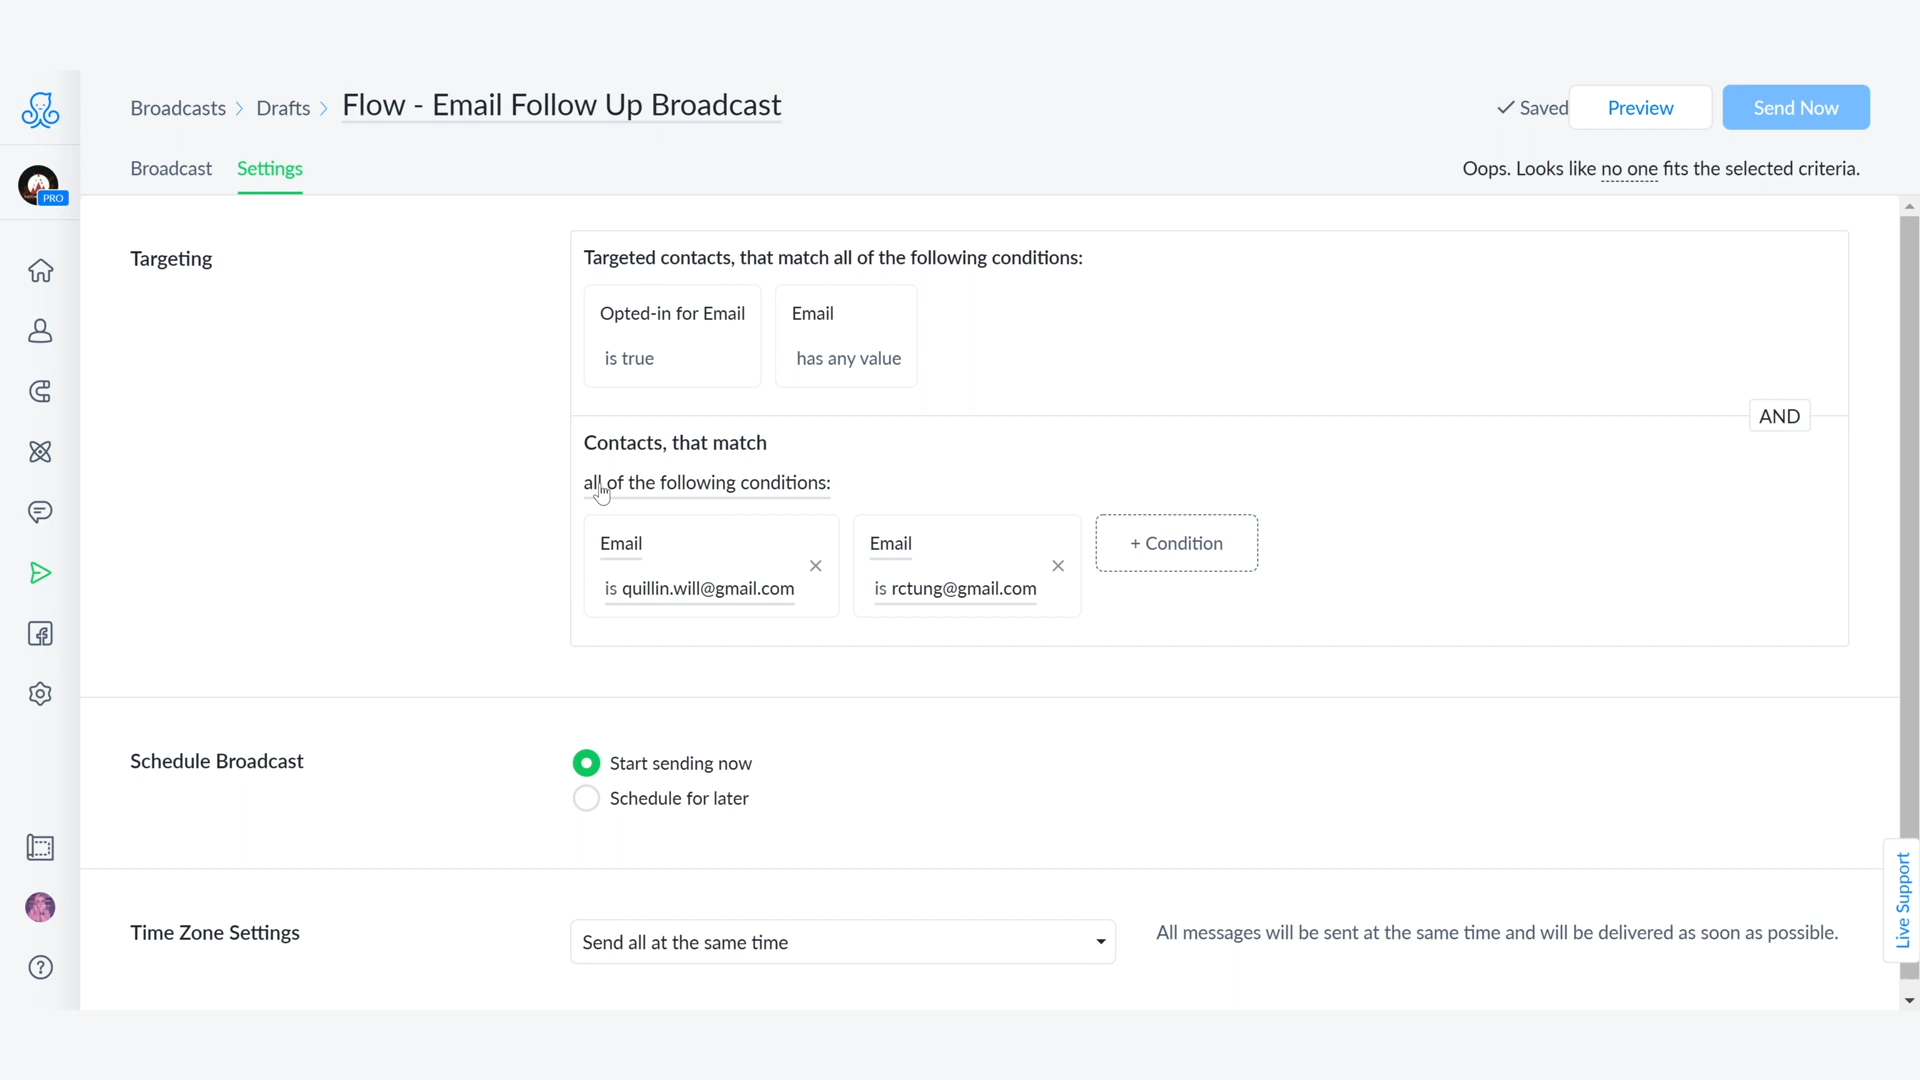 Broadcasts > Drafts > Flow - Email Follow Up Broadcast
Saved
Preview
Send Now
PRO
Broadcast
Settings
Oops. Looks like no one fits the selected criteria.
Targeting
Targeted contacts, that match all of the following conditions:
Opted-in for Email
is true
Email
has any value
AND
Contacts, that match
all of the following conditions:
Email
is quillin.will@gmail.com
Email
is rctung@gmail.com
+ Condition
Schedule Broadcast
Start sending now
Schedule for later
Time Zone Settings
Send all at the same time
All messages will be sent at the same time and will be delivered as soon as possible.
Live Support